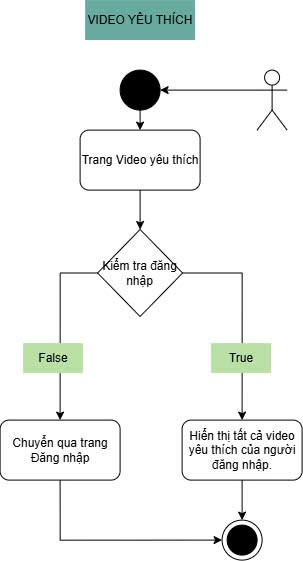 VIDEO YÊU THÍCH
Trang Video yêu thích
Kiểm tra đăng
nhập
False
True
Chuyển qua trang
Đăng nhập
Hiển thị tất cả video
yêu thích của người
đăng nhập.